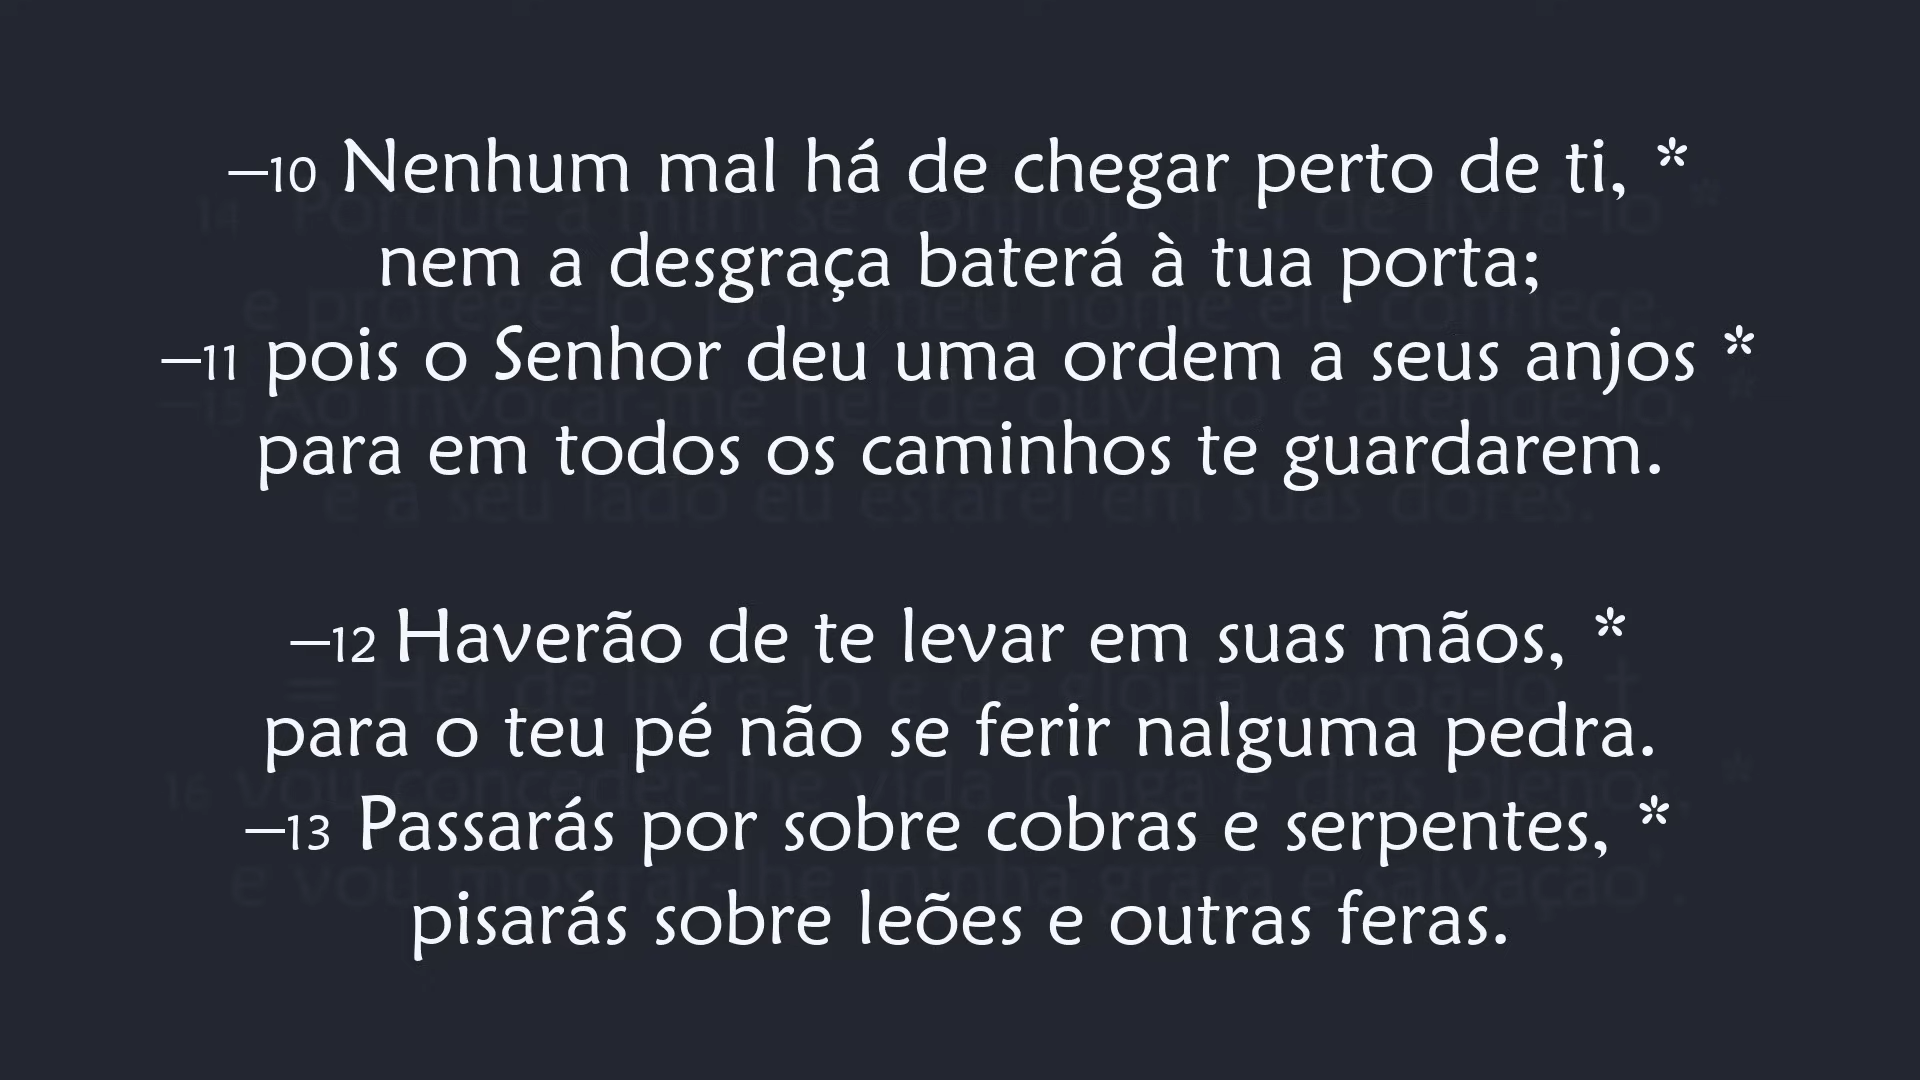 –10 Nenhum mal há de chegar perto de ti, *
nem a desgraça baterá à tua porta;
–11 pois o Senhor deu uma ordem a seus anjos *
para em todos os caminhos te guardarem.
–12 Haverão de te levar em suas mãos, *
para o teu pé não se ferir nalguma pedra.
–13 Passarás por sobre cobras e serpentes, *
pisarás sobre leões e outras feras.